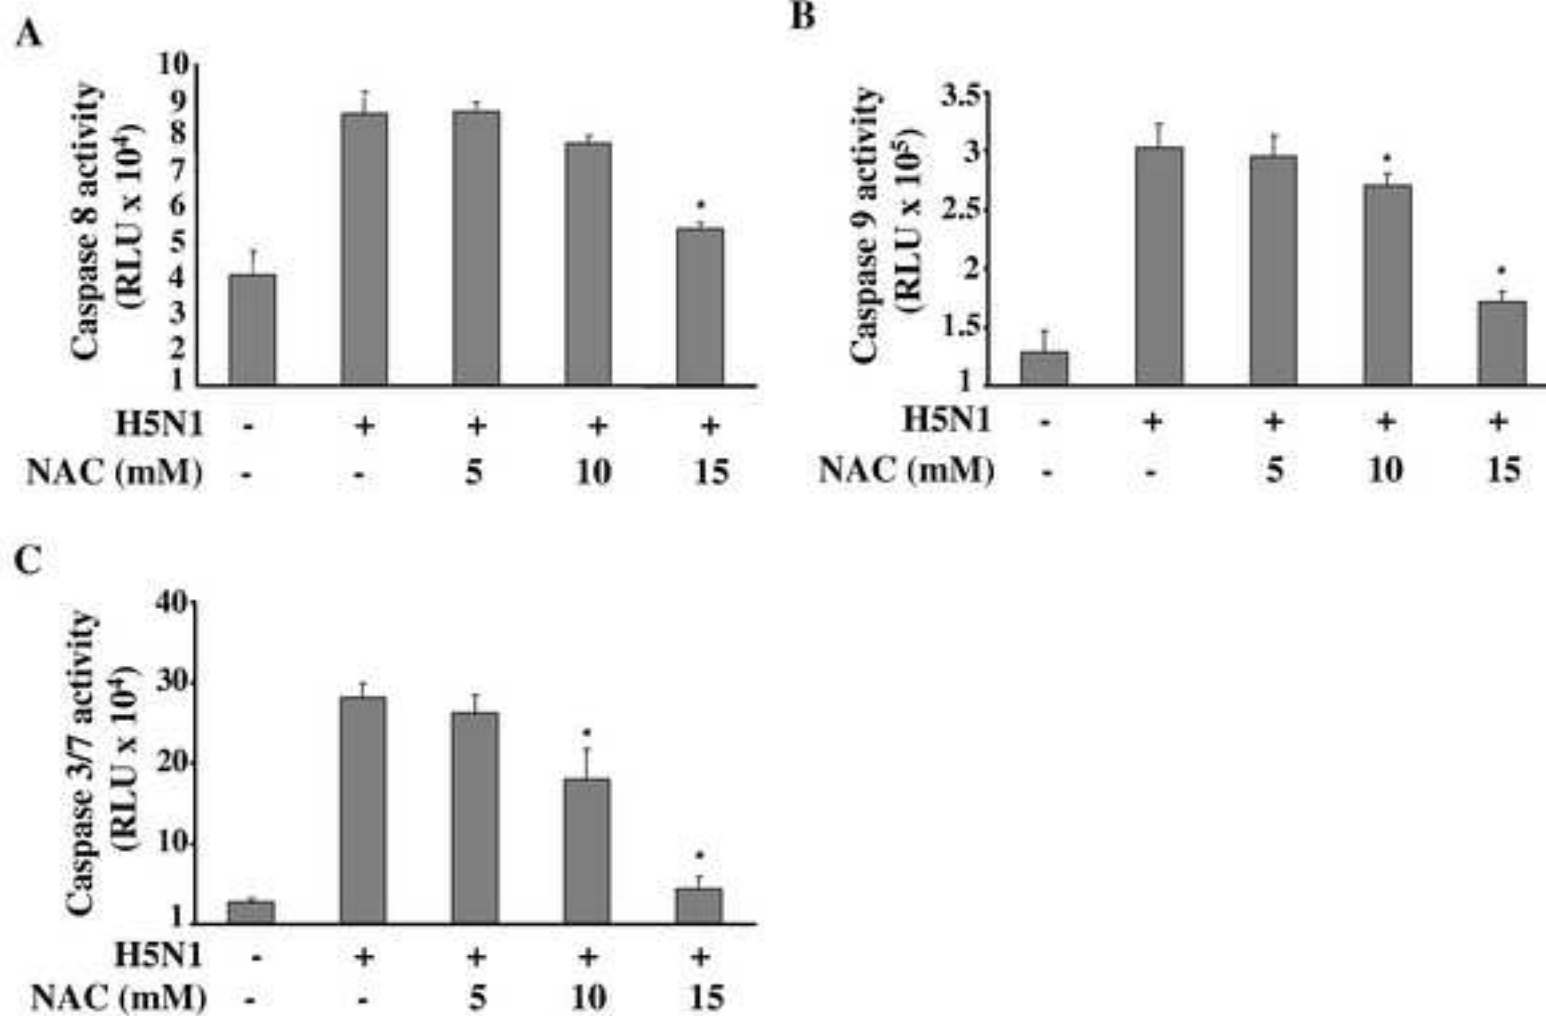 A
Caspase 8 activity
(RLU x 10⁴)
10
9
8
7
6
5
4
3
2
1
*
H5N1 - + + + +
NAC (mM) - - 5 10 15
B
Caspase 9 activity
(RLU x 10⁵)
3.5
3
2.5
2
1.5
1
*
*
H5N1 - + + + +
NAC (mM) - - 5 10 15
C
Caspase 3/7 activity
(RLU x 10⁴)
40
30
20
10
1
*
*
H5N1 - + + + +
NAC (mM) - - 5 10 15